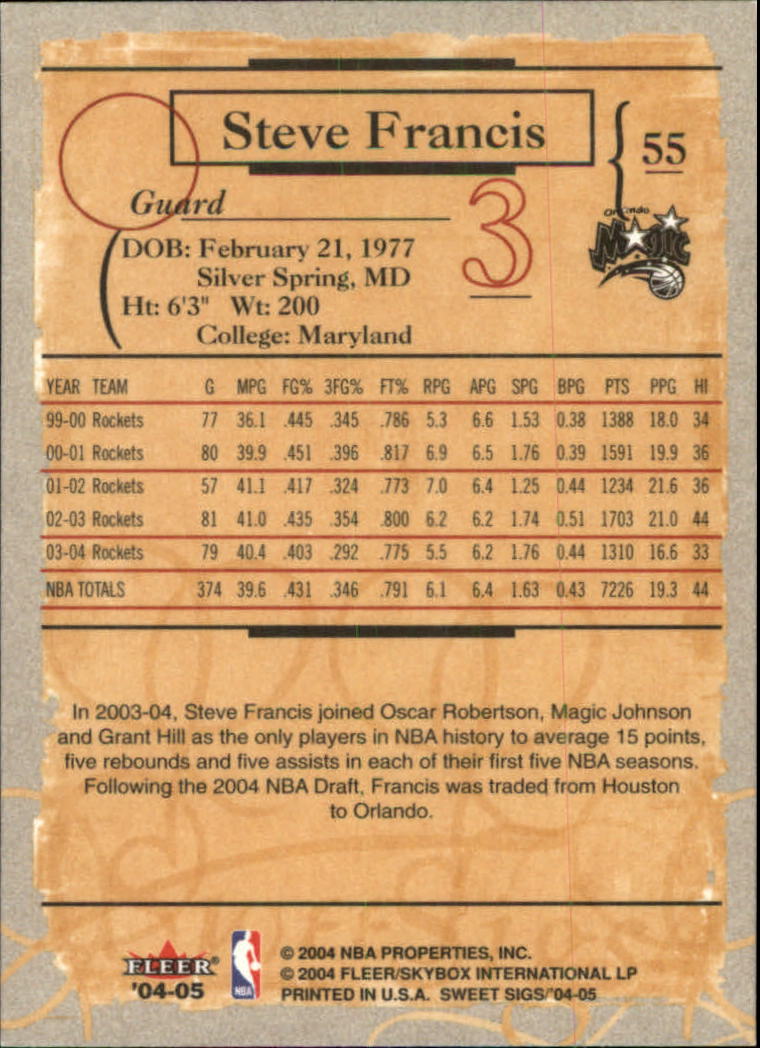 Steve Francis
55
Guard
3
Orlando
Magic
DOB: February 21, 1977
Silver Spring, MD
Ht: 6'3" Wt: 200
College: Maryland
YEAR TEAM G MPG FG% 3FG% FT% RPG APG SPG BPG PTS PPG HI
99-00 Rockets 77 36.1 .445 .345 .786 5.3 6.6 1.53 0.38 1388 18.0 34
00-01 Rockets 80 39.9 .451 .396 .817 6.9 6.5 1.76 0.39 1591 19.9 36
01-02 Rockets 57 41.1 .417 .324 .773 7.0 6.4 1.25 0.44 1234 21.6 36
02-03 Rockets 81 41.0 .435 .354 .800 6.2 6.2 1.74 0.51 1703 21.0 44
03-04 Rockets 79 40.4 .403 .292 .775 5.5 6.2 1.76 0.44 1310 16.6 33
NBA TOTALS 374 39.6 .431 .346 .791 6.1 6.4 1.63 0.43 7226 19.3 44
In 2003-04, Steve Francis joined Oscar Robertson, Magic Johnson
and Grant Hill as the only players in NBA history to average 15 points,
five rebounds and five assists in each of their first five NBA seasons.
Following the 2004 NBA Draft, Francis was traded from Houston
to Orlando.
FLEER®
'04-05
NBA
© 2004 NBA PROPERTIES, INC.
© 2004 FLEER/SKYBOX INTERNATIONAL LP
PRINTED IN U.S.A. SWEET SIGS/'04-05